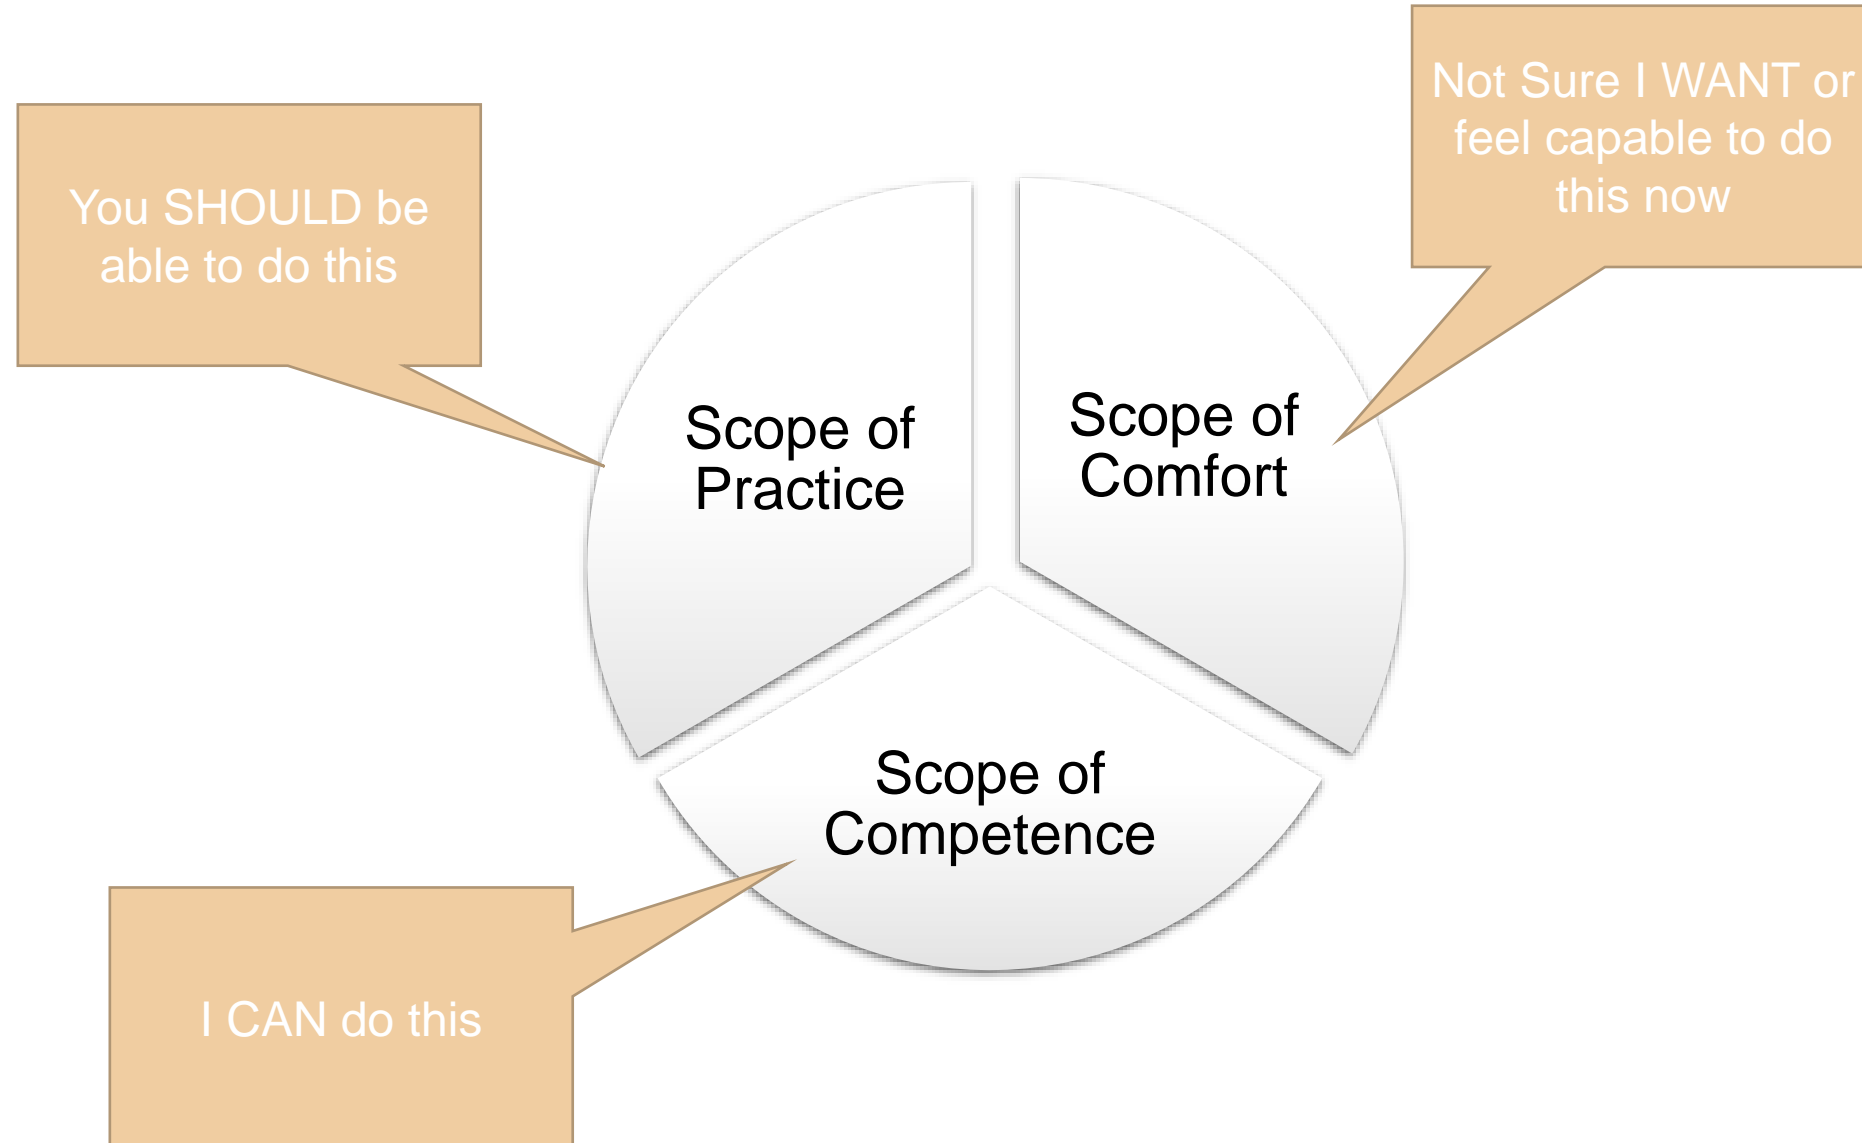 You SHOULD be
able to do this
Not Sure I WANT or
feel capable to do
this now
Scope of
Practice
Scope of
Comfort
Scope of
Competence
I CAN do this